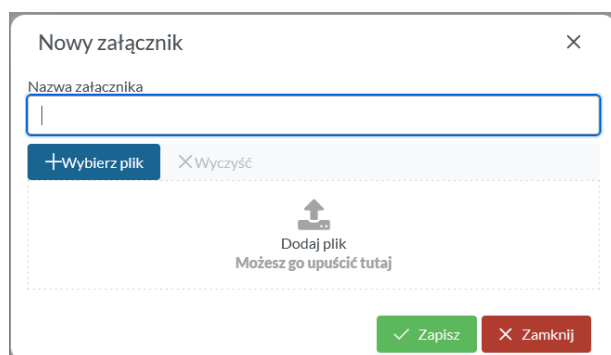 Nowy załącznik
Nazwa załącznika
Wybierz plik
Wyczyść
Dodaj plik
Możesz go upuścić tutaj
Zapisz
Zamknij